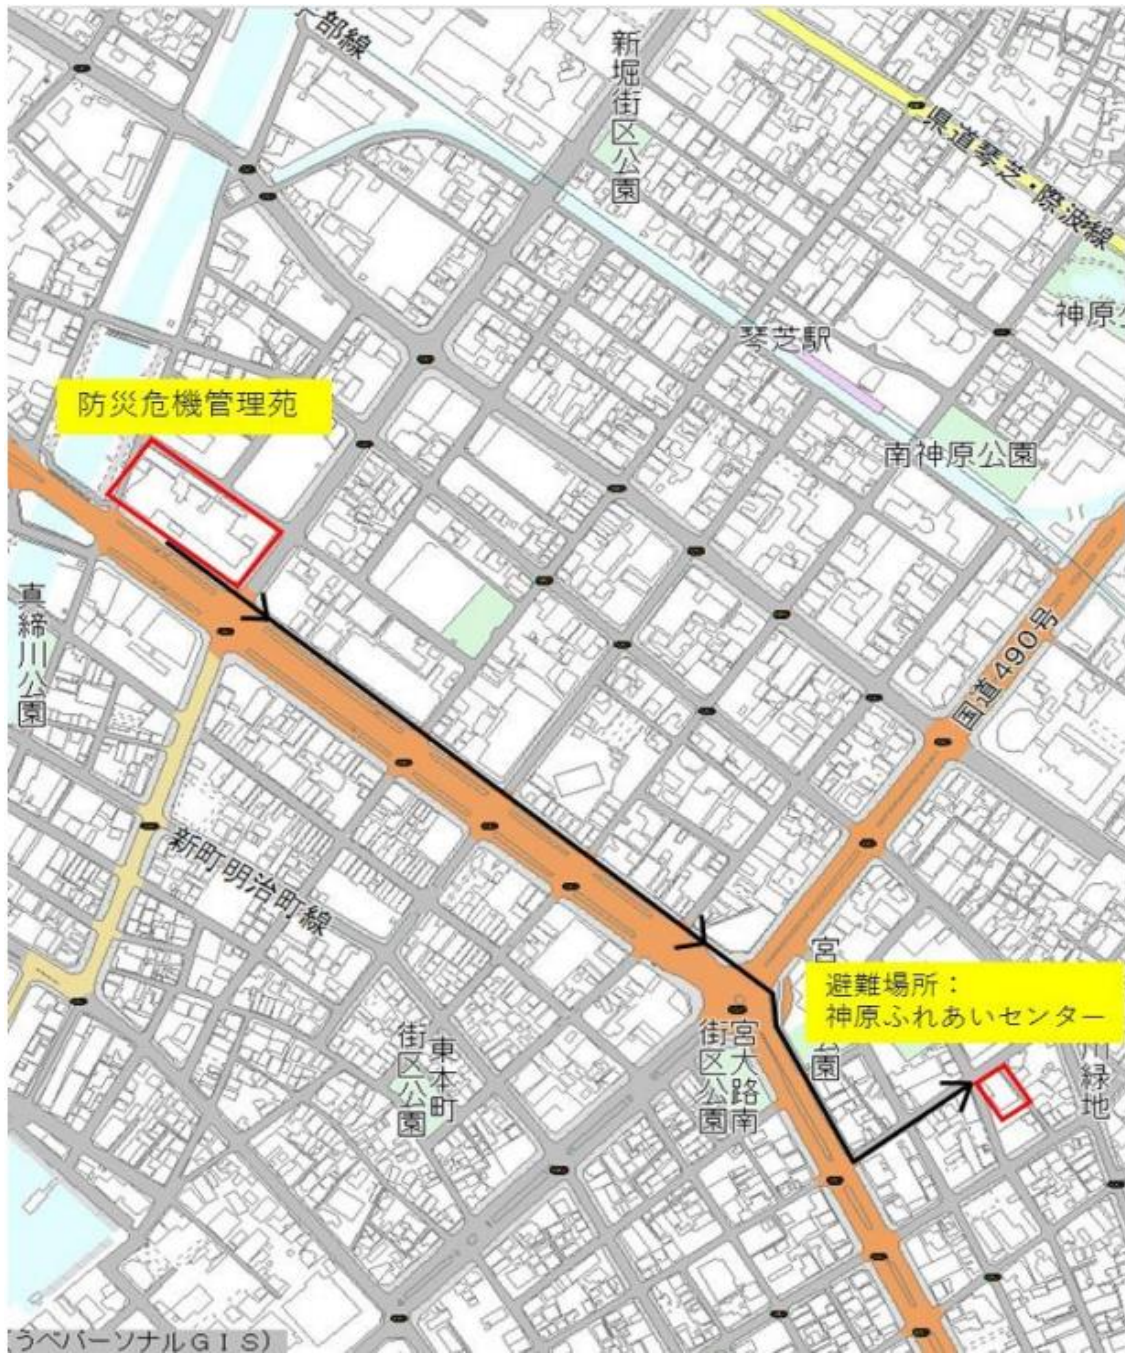 部線
新堀街区公園
県道琴芝・際波線
神原
琴芝駅
防災危機管理苑
南神原公園
真締川公園
国道490号
新町明治町線
宮
避難場所：
神原ふれあいセンター
公園
川緑地
東本町
街区公園
宮大路南
街区公園
うべパーソナルGIS）